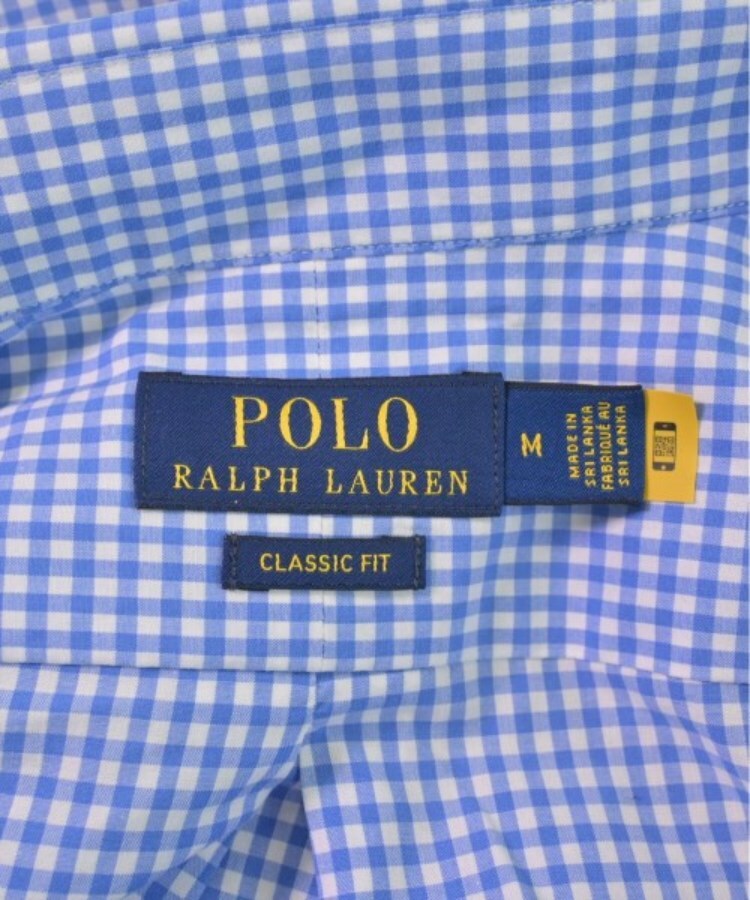 POLO
RALPH LAUREN
M
MADE IN
SRI LANKA
FABRIQUÉ AU
SRI LANKA
CLASSIC FIT